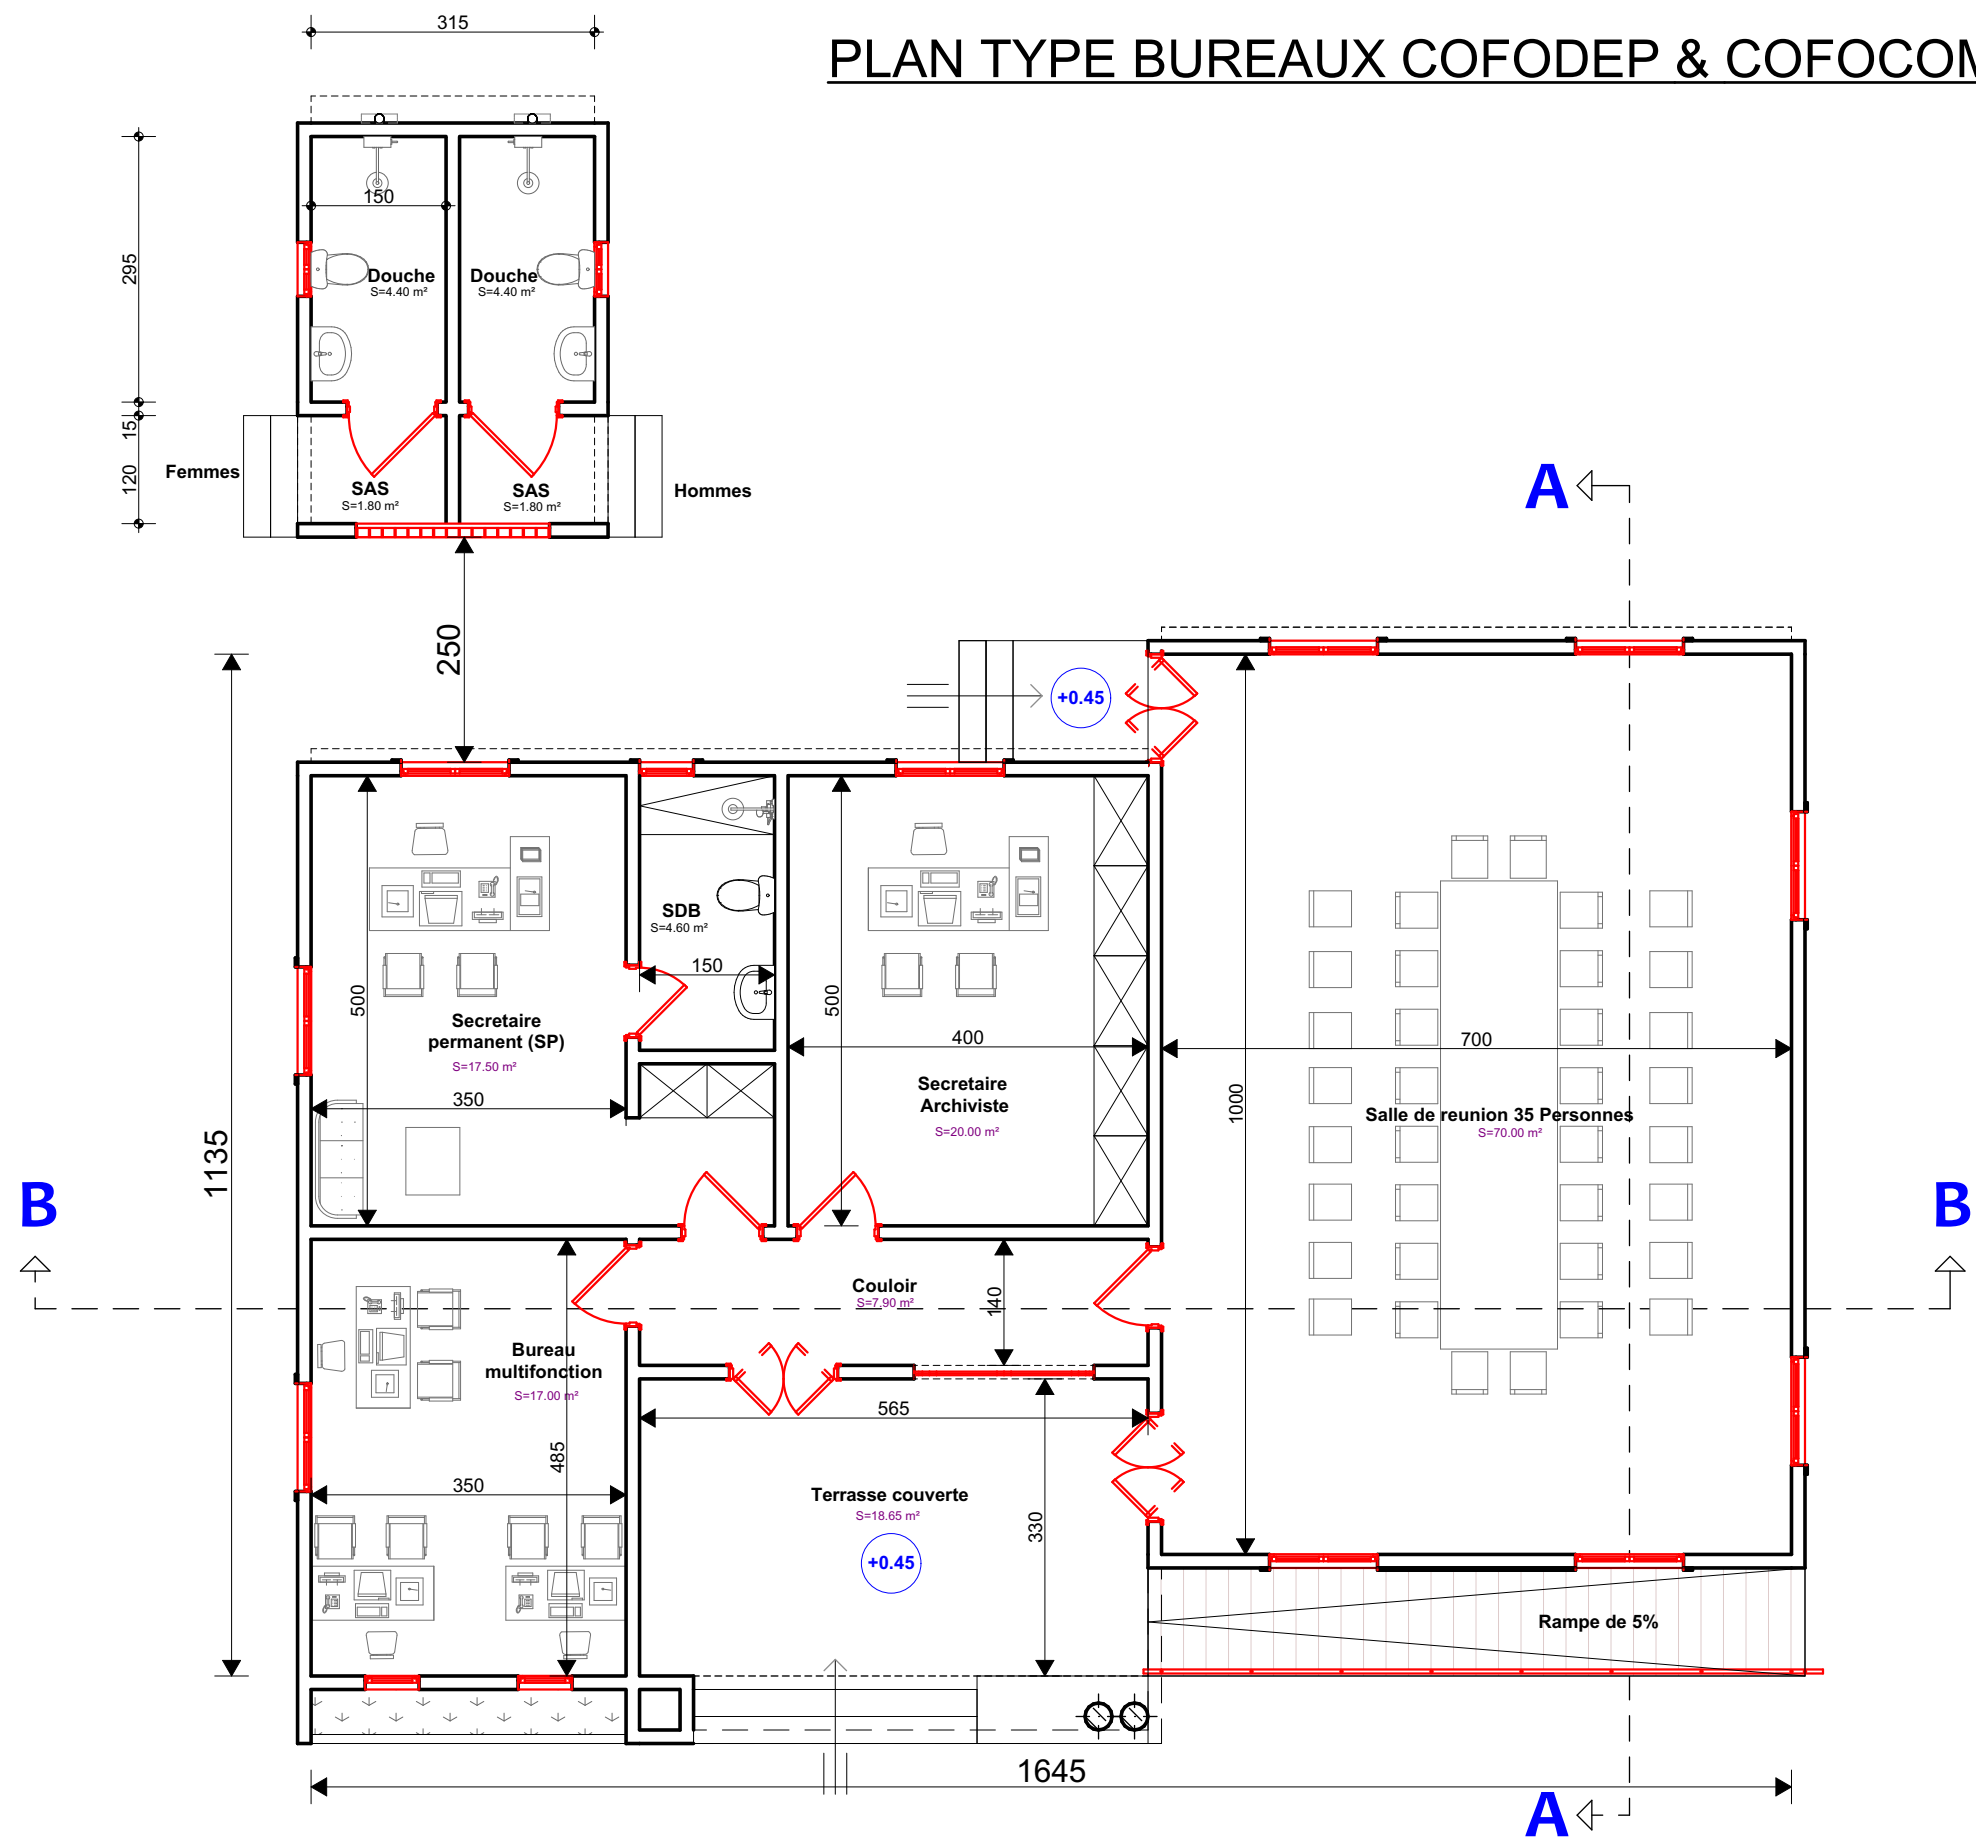 315
PLAN TYPE BUREAUX COFODEP & COFOCOM
150
295
Douche
S=4.40 m²
Douche
S=4.40 m²
15
120
Femmes
SAS
S=1.80 m²
SAS
S=1.80 m²
Hommes
A
250
+0.45
1135
500
SDB
S=4.60 m²
150
Secretaire
permanent (SP)
S=17.50 m²
350
500
400
Secretaire
Archiviste
S=20.00 m²
700
1000
Salle de reunion 35 Personnes
S=70.00 m²
B
B
Couloir
S=7.90 m²
140
Bureau
multifonction
S=17.00 m²
485
350
565
Terrasse couverte
S=18.65 m²
+0.45
330
Rampe de 5%
1645
A